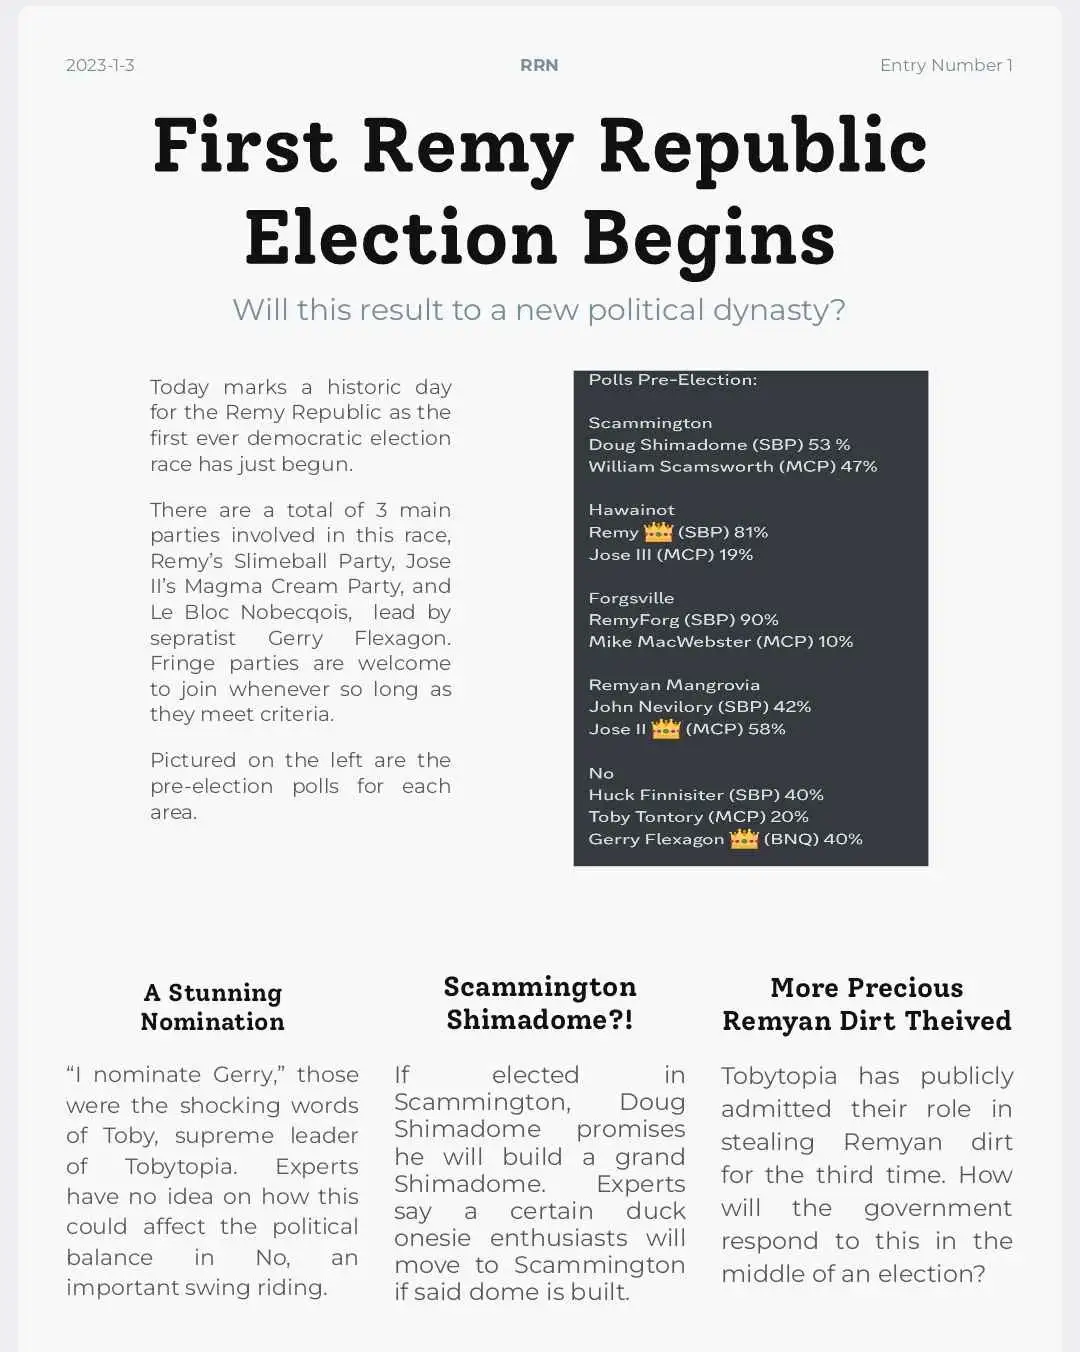 2023-1-3
RRN
Entry Number 1
First Remy Republic
Election Begins
Will this result to a new political dynasty?
Today marks a historic day
for the Remy Republic as the
first ever democratic election
race has just begun.
There are a total of 3 main
parties involved in this race,
Remy’s Slimeball Party, Jose
II’s Magma Cream Party, and
Le Bloc Nobecqois, lead by
sepratist Gerry Flexagon.
Fringe parties are welcome
to join whenever so long as
they meet criteria.
Pictured on the left are the
pre-election polls for each
area.
Polls Pre-Election:
Scammington
Doug Shimadome (SBP) 53 %
William Scamsworth (MCP) 47%
Hawainot
Remy 👑 (SBP) 81%
Jose III (MCP) 19%
Forgsville
RemyForg (SBP) 90%
Mike MacWebster (MCP) 10%
Remyan Mangrovia
John Nevilory (SBP) 42%
Jose II 👑 (MCP) 58%
No
Huck Finnisiter (SBP) 40%
Toby Tontory (MCP) 20%
Gerry Flexagon 👑 (BNQ) 40%
A Stunning
Nomination
“I nominate Gerry,” those
were the shocking words
of Toby, supreme leader
of Tobytopia. Experts
have no idea on how this
could affect the political
balance in No, an
important swing riding.
Scammington
Shimadome?!
If elected in
Scammington, Doug
Shimadome promises
he will build a grand
Shimadome. Experts
say a certain duck
onesie enthusiasts will
move to Scammington
if said dome is built.
More Precious
Remyan Dirt Theived
Tobytopia has publicly
admitted their role in
stealing Remyan dirt
for the third time. How
will the government
respond to this in the
middle of an election?